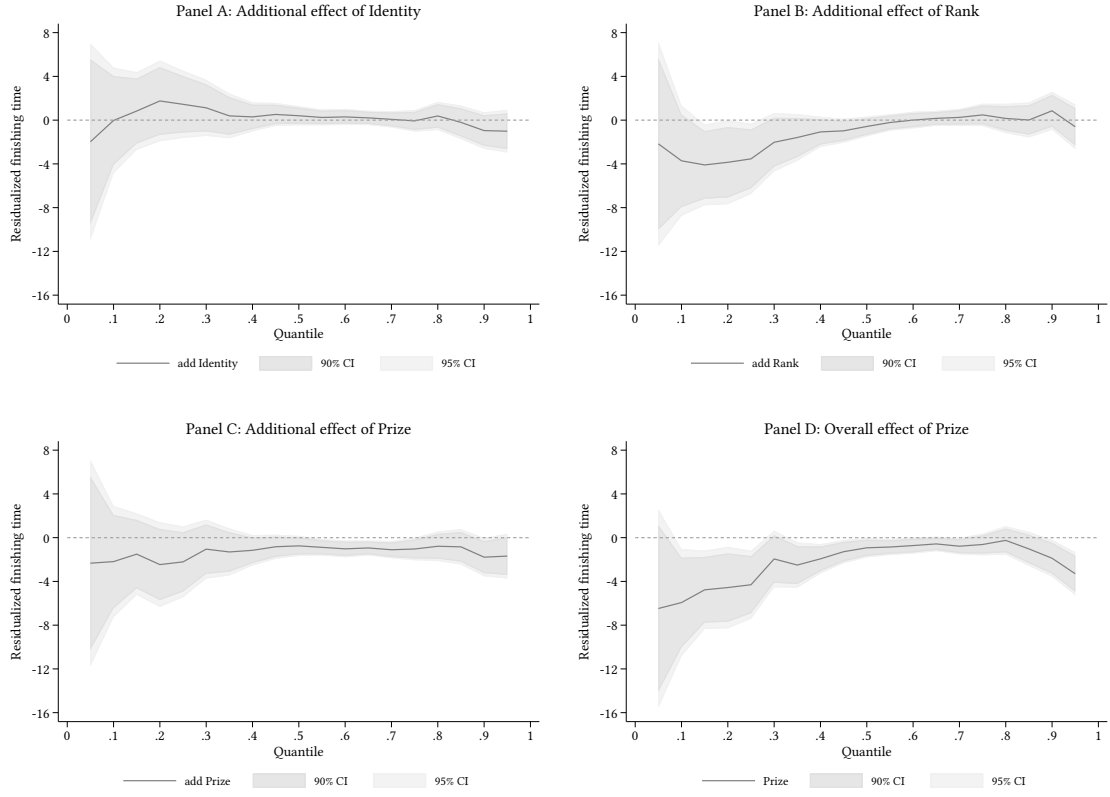 Panel A: Additional effect of Identity
Residualized finishing time
8
4
0
-4
-8
-12
-16
0 .1 .2 .3 .4 .5 .6 .7 .8 .9 1
Quantile
add Identity 90% CI 95% CI
Panel B: Additional effect of Rank
Residualized finishing time
8
4
0
-4
-8
-12
-16
0 .1 .2 .3 .4 .5 .6 .7 .8 .9 1
Quantile
add Rank 90% CI 95% CI
Panel C: Additional effect of Prize
Residualized finishing time
8
4
0
-4
-8
-12
-16
0 .1 .2 .3 .4 .5 .6 .7 .8 .9 1
Quantile
add Prize 90% CI 95% CI
Panel D: Overall effect of Prize
Residualized finishing time
8
4
0
-4
-8
-12
-16
0 .1 .2 .3 .4 .5 .6 .7 .8 .9 1
Quantile
Prize 90% CI 95% CI